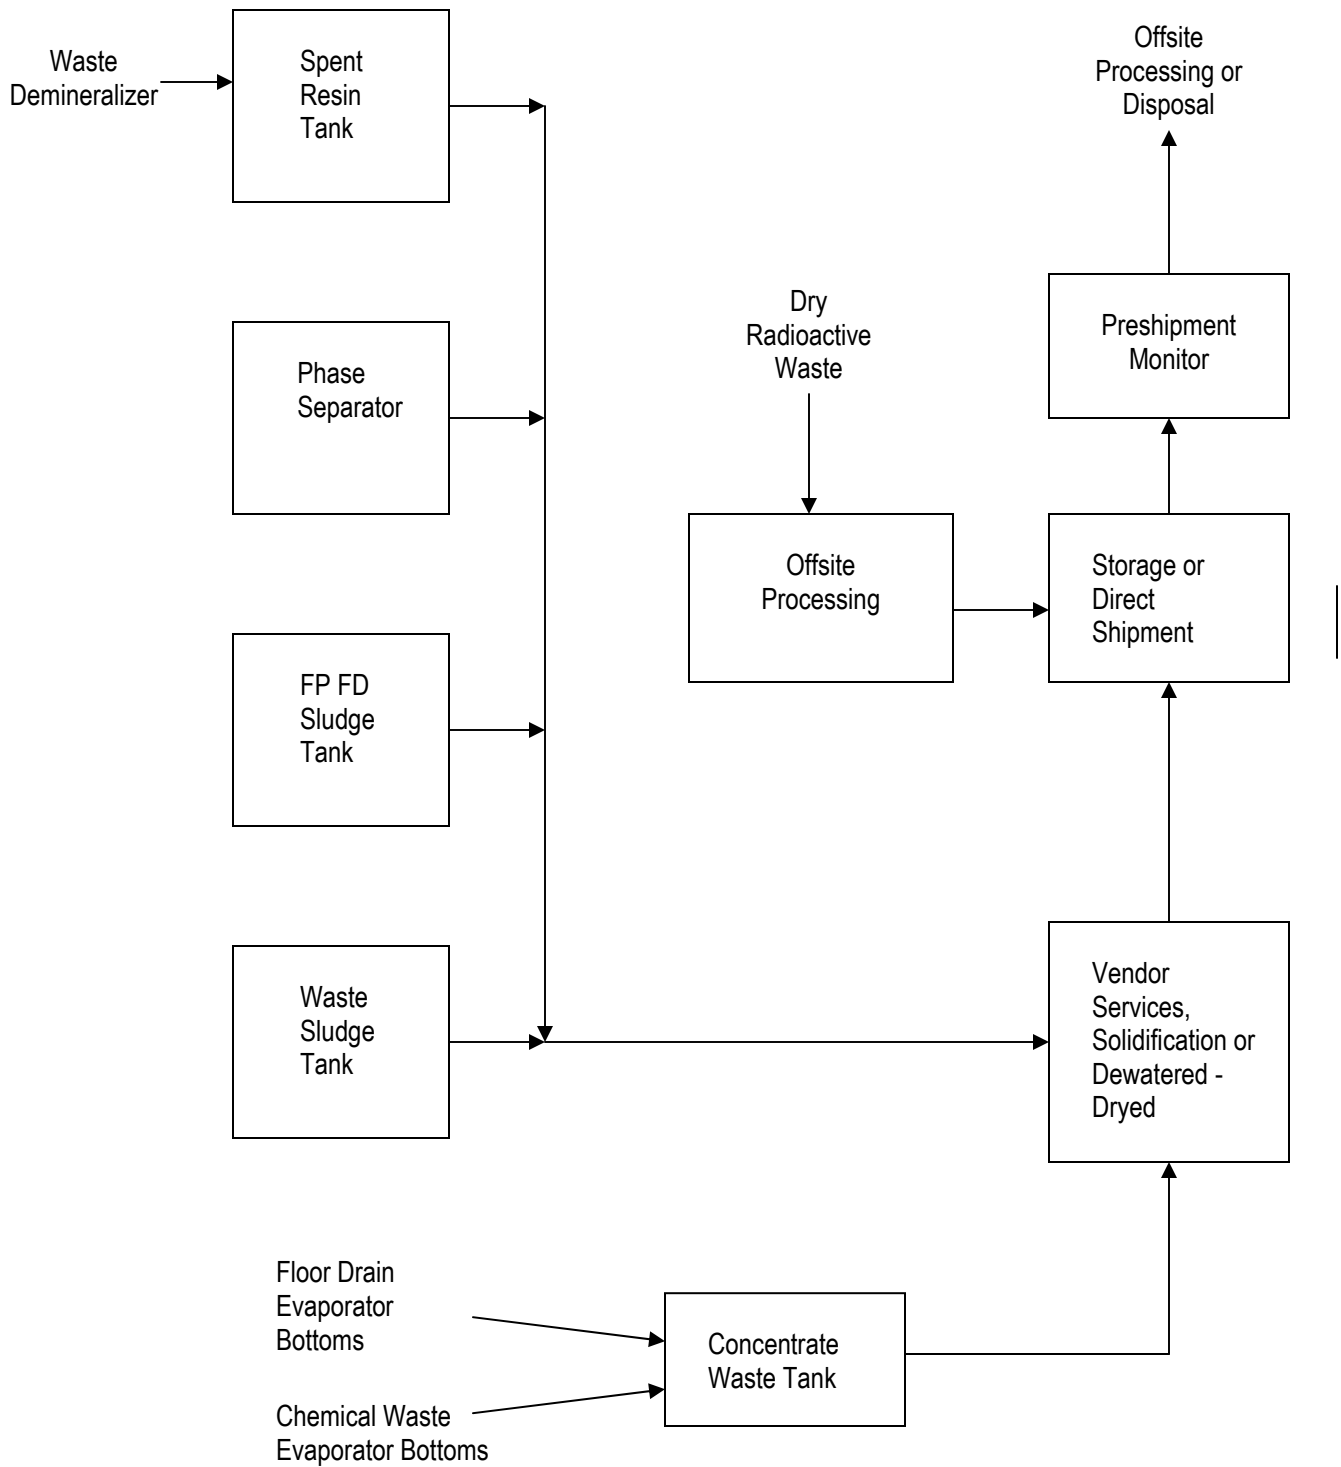 Waste
Demineralizer
Spent
Resin
Tank
Offsite
Processing or
Disposal
Phase
Separator
Dry
Radioactive
Waste
Preshipment
Monitor
Offsite
Processing
Storage or
Direct
Shipment
FP FD
Sludge
Tank
Waste
Sludge
Tank
Vendor
Services,
Solidification or
Dewatered -
Dryed
Floor Drain
Evaporator
Bottoms
Concentrate
Waste Tank
Chemical Waste
Evaporator Bottoms